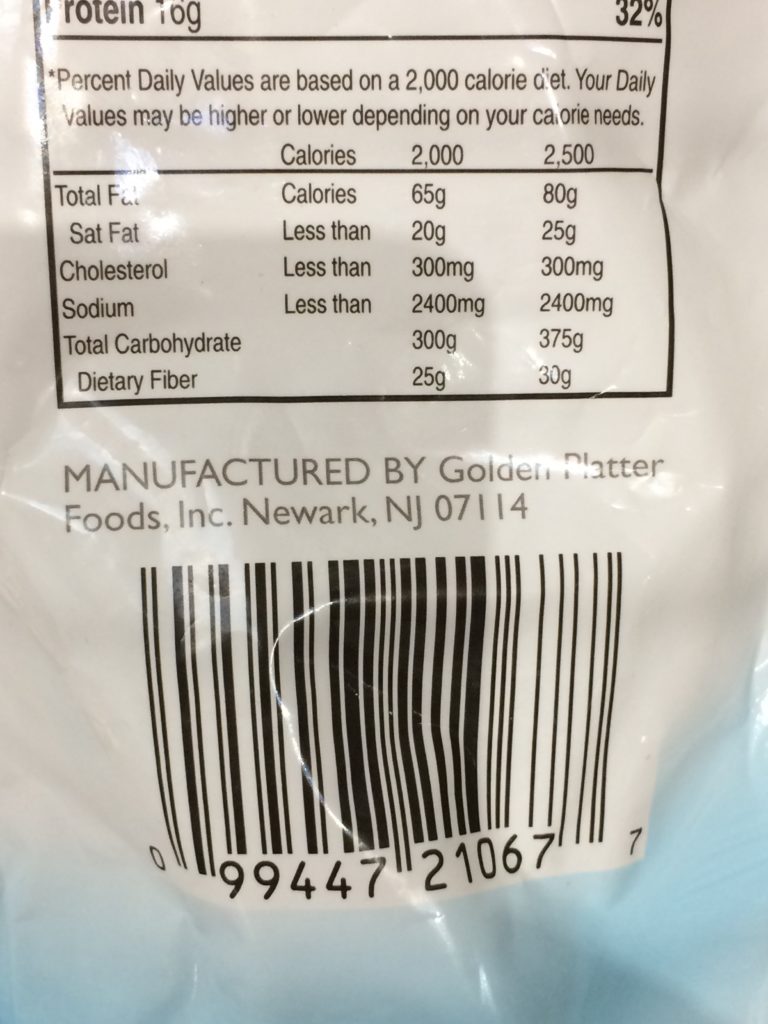 Protein 16g 32%
*Percent Daily Values are based on a 2,000 calorie diet. Your Daily
Values may be higher or lower depending on your calorie needs.
Calories 2,000 2,500
Total Fat Calories 65g 80g
Sat Fat Less than 20g 25g
Cholesterol Less than 300mg 300mg
Sodium Less than 2400mg 2400mg
Total Carbohydrate 300g 375g
Dietary Fiber 25g 30g
MANUFACTURED BY Golden Platter
Foods, Inc. Newark, NJ 07114
0 99447 21067 7